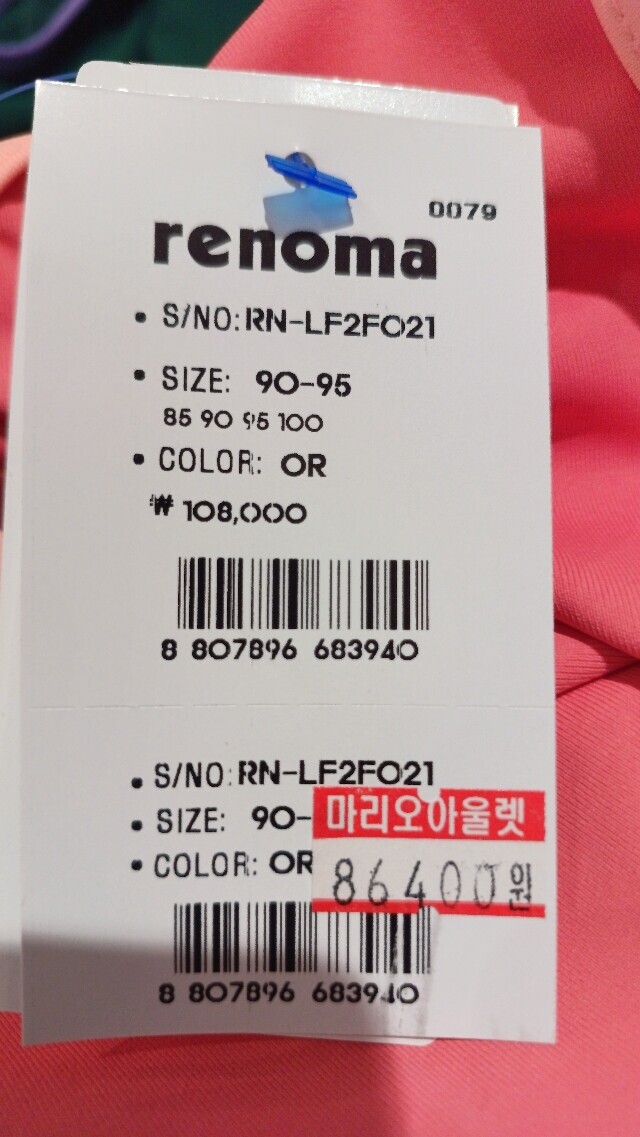 0079
renoma
• S/NO: RN-LF2FO21
• SIZE: 90-95
85 90 95 100
• COLOR: OR
₩ 108,000
8 807896 683940
• S/NO: RN-LF2FO21
• SIZE: 90-
마리오아울렛
• COLOR: OR
86400원
8 807896 683940